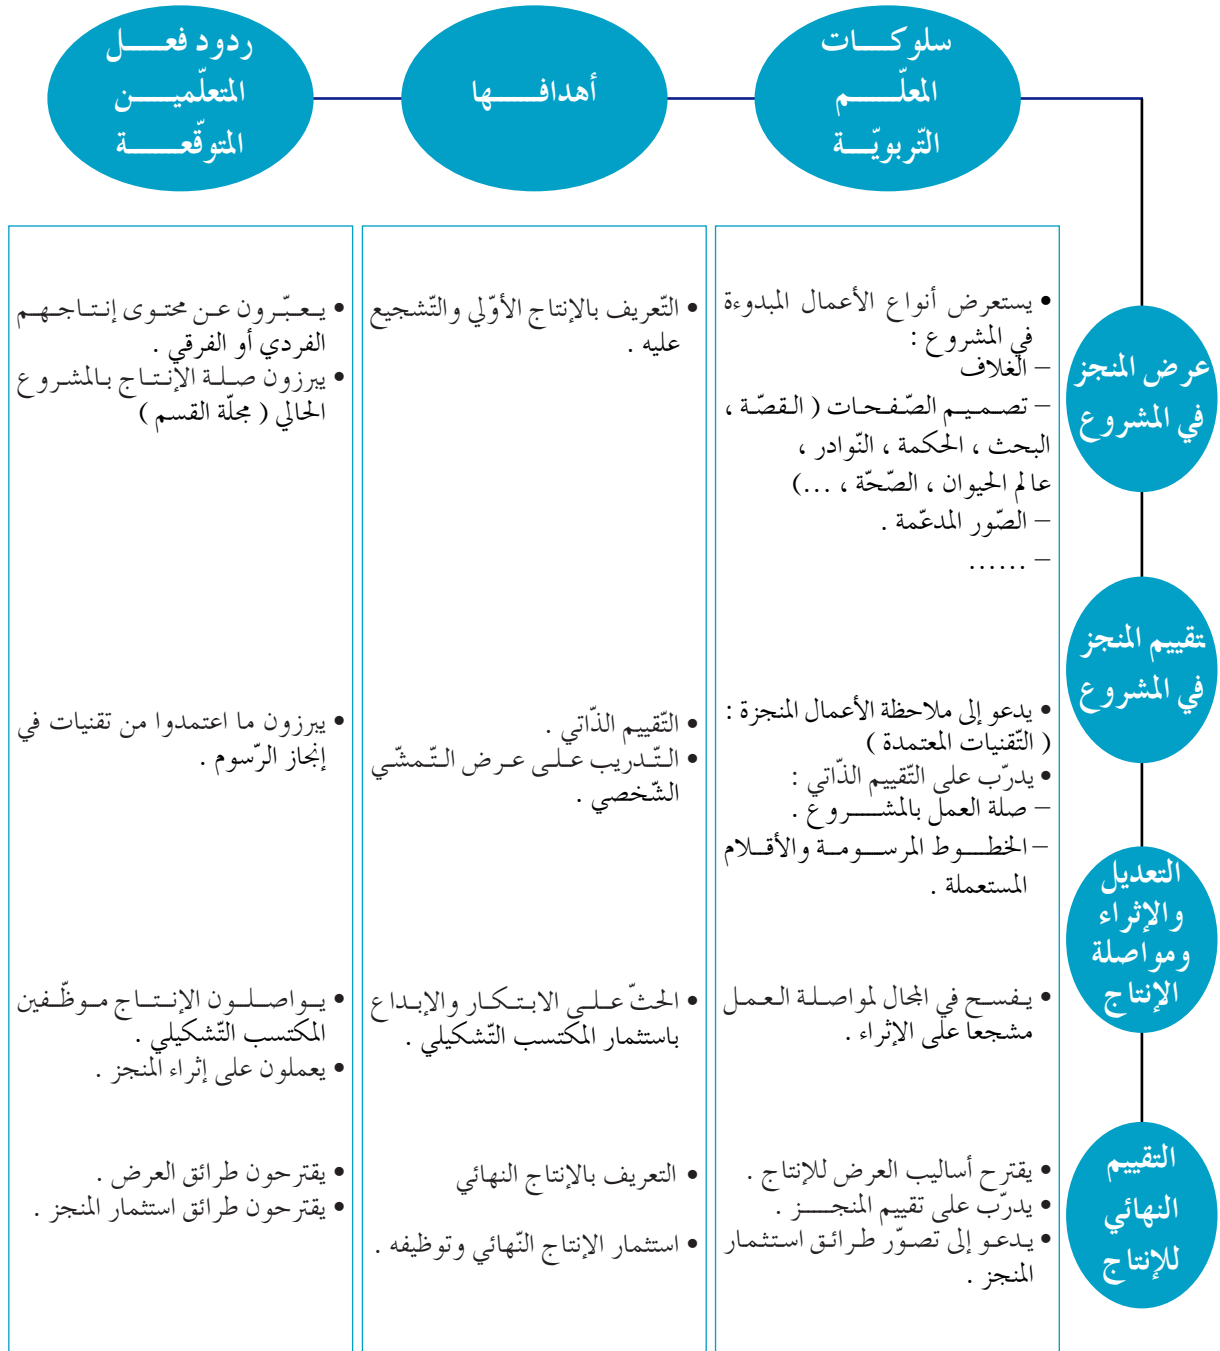 سلوكات
المعلّم
التّربويّة
أهدافها
ردود فعل
المتعلّمين
المتوقّعة
عرض المنجز
في المشروع
• يستعرض أنواع الأعمال المبدوءة
في المشروع :
– الغلاف
– تصميم الصّفحات ( القصّة ،
البحث ، الحكمة ، النّوادر ،
عالم الحيوان ، الصّحّة ، ...)
– الصّور المدعّمة .
– ......
• التّعريف بالإنتاج الأوّلي والتّشجيع
عليه .
• يعبّرون عن محتوى إنتاجهم
الفردي أو الفرقي .
• يبرزون صلة الإنتاج بالمشروع
الحالي ( مجلّة القسم )
تقييم المنجز
في المشروع
• يدعو إلى ملاحظة الأعمال المنجزة :
( التّقنيات المعتمدة )
• يدرّب على التّقييم الذّاتي :
– صلة العمل بالمشروع .
– الخطوط المرسومة والأقلام
المستعملة .
• التّقييم الذّاتي .
• التّدريب على عرض التّمشّي
الشّخصي .
• يبرزون ما اعتمدوا من تقنيات في
إنجاز الرّسوم .
التعديل
والإثراء
ومواصلة
الإنتاج
• يفسح في المجال لمواصلة العمل
مشجعا على الإثراء .
• الحثّ على الابتكار والإبداع
باستثمار المكتسب التّشكيلي .
• يواصلون الإنتاج موظّفين
المكتسب التّشكيلي .
• يعملون على إثراء المنجز .
التقييم
النهائي
للإنتاج
• يقترح أساليب العرض للإنتاج .
• يدرّب على تقييم المنجز .
• يدعو إلى تصوّر طرائق استثمار
المنجز .
• التعريف بالإنتاج النهائي
• استثمار الإنتاج النّهائي وتوظيفه .
• يقترحون طرائق العرض .
• يقترحون طرائق استثمار المنجز .